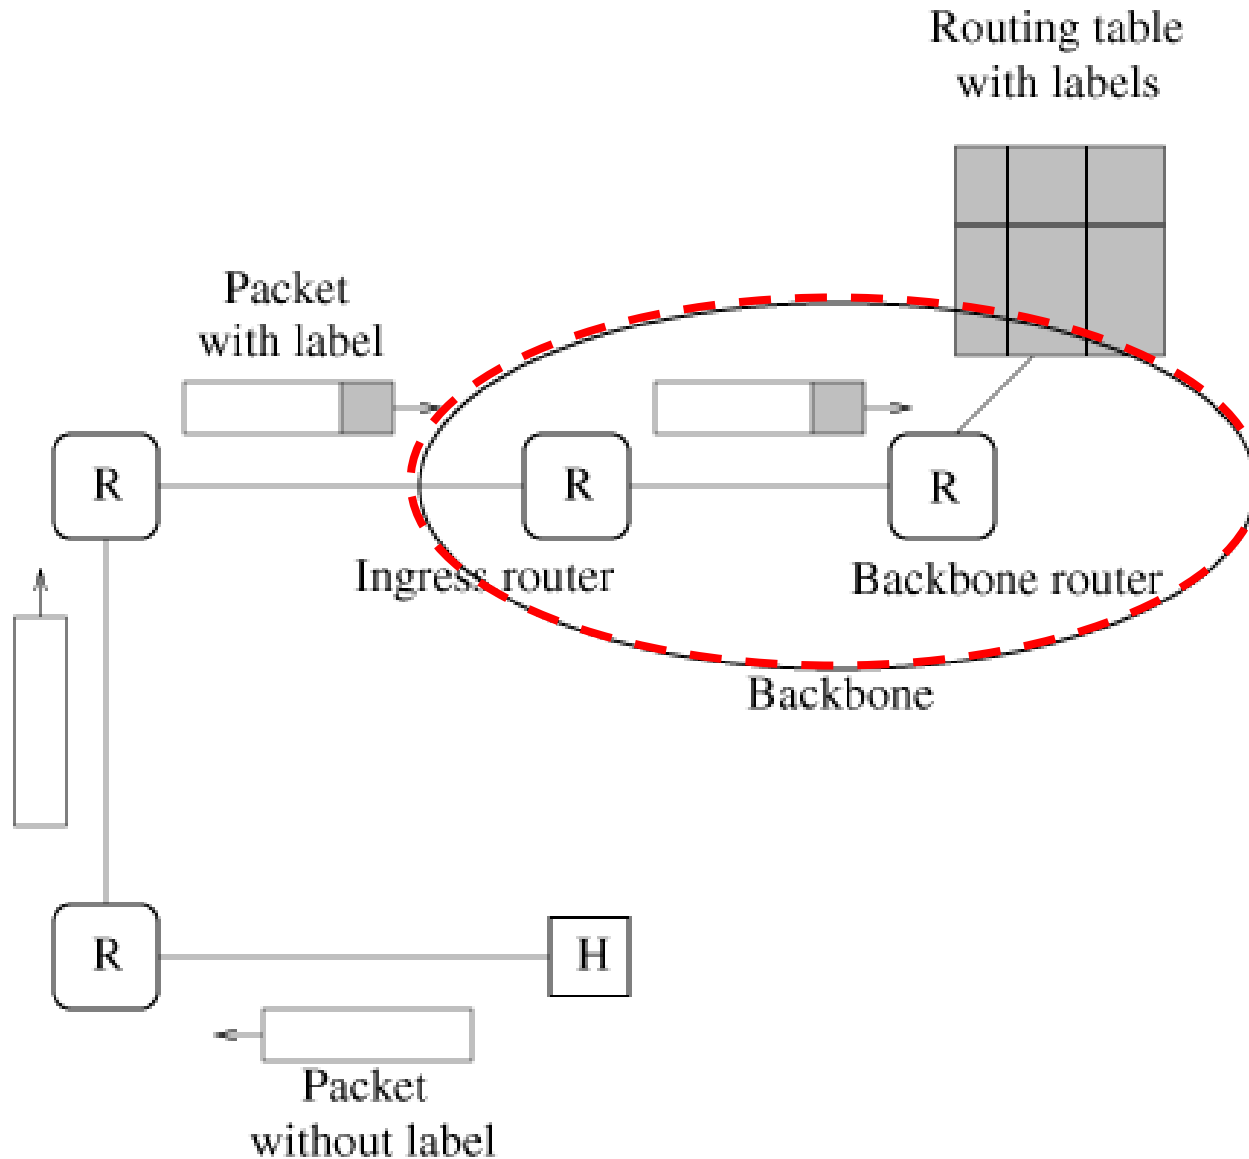 Routing table
with labels
Packet
with label
R
R
R
Ingress router
Backbone router
Backbone
R
H
Packet
without label